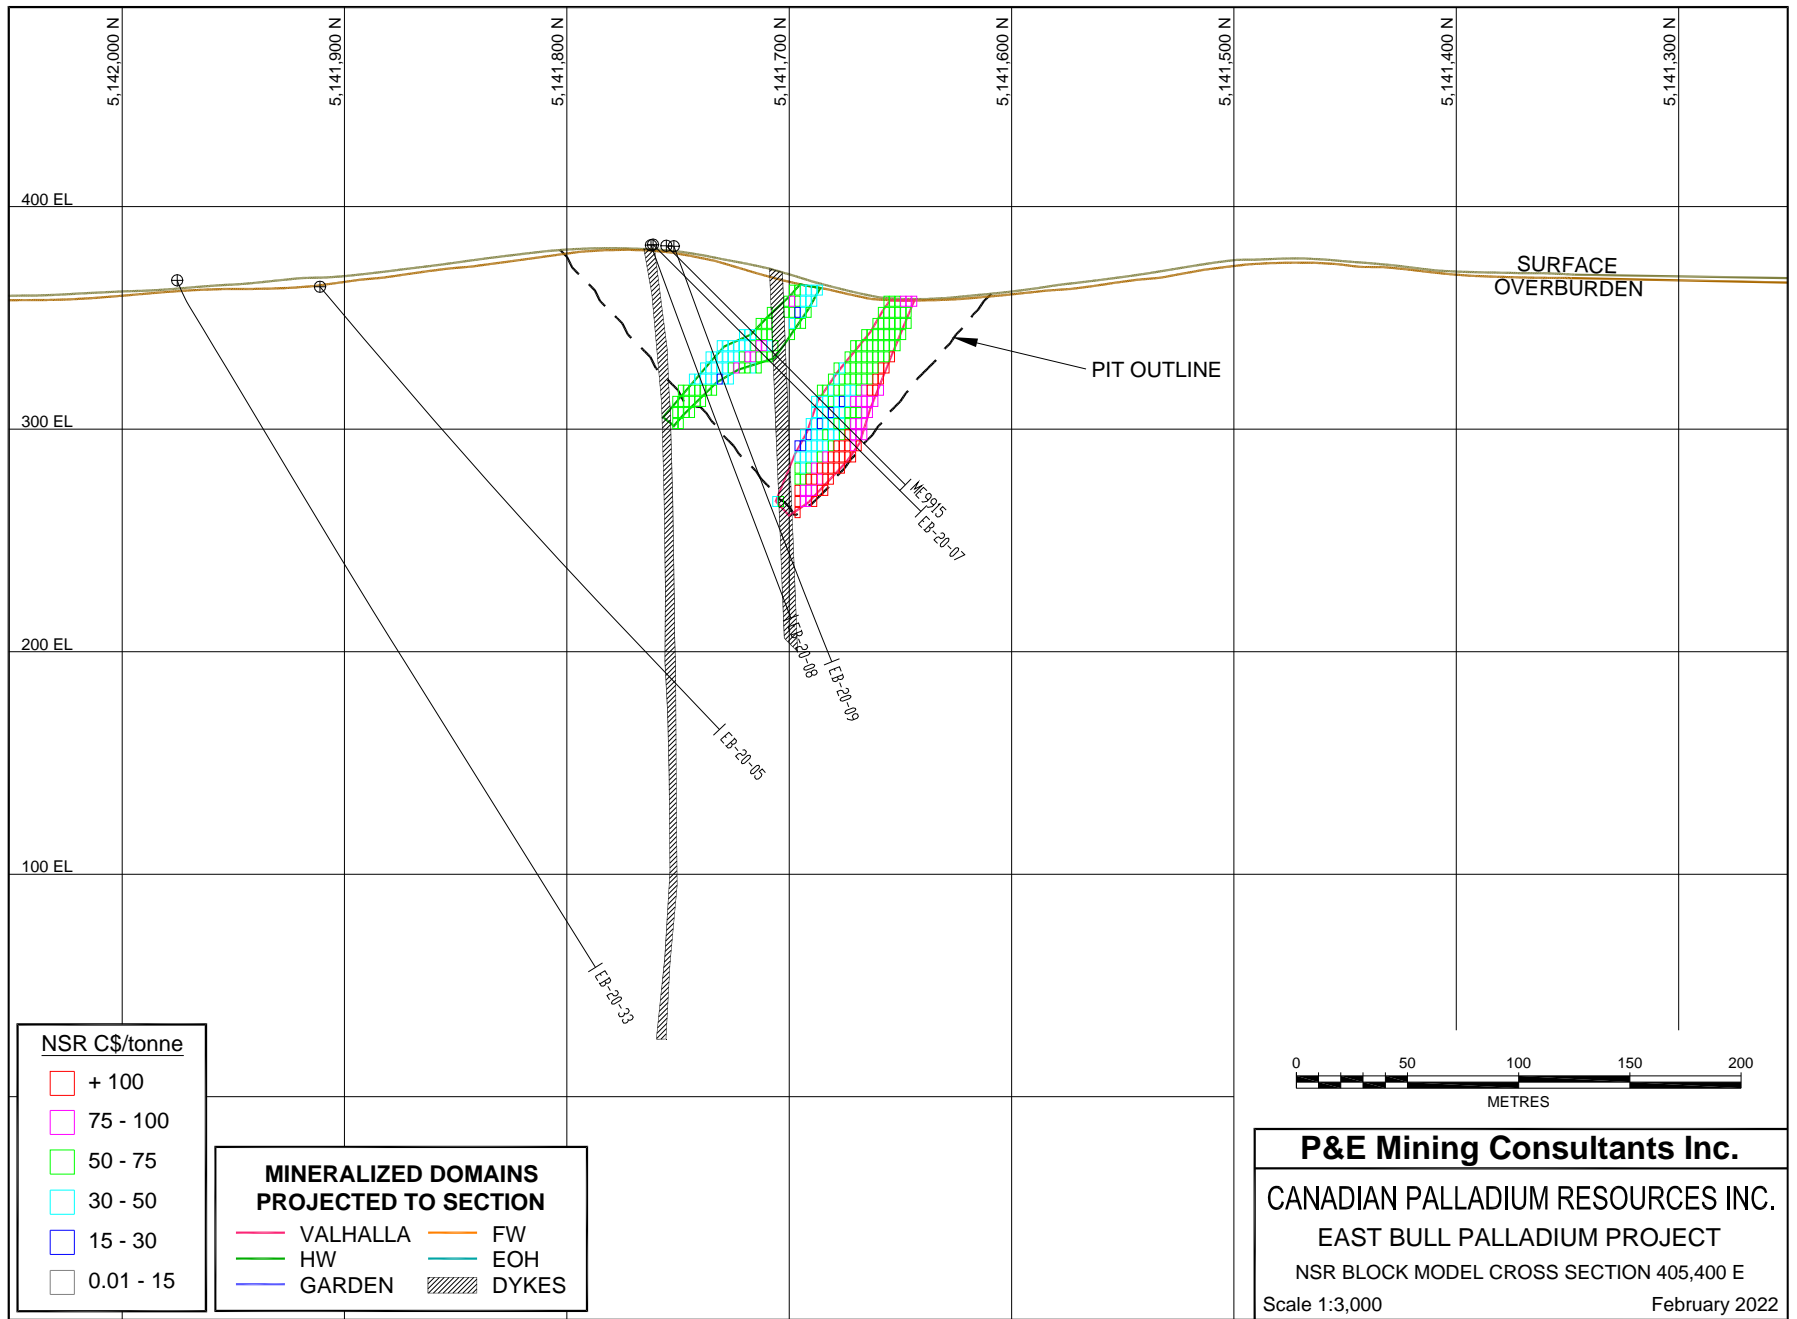 5,142,000 N
5,141,900 N
5,141,800 N
5,141,700 N
5,141,600 N
5,141,500 N
5,141,400 N
5,141,300 N
400 EL
300 EL
200 EL
100 EL
SURFACE
OVERBURDEN
PIT OUTLINE
ME9915
EB-20-07
EB-20-08
EB-20-09
EB-20-05
EB-20-33
NSR C$/tonne
+ 100
75 - 100
50 - 75
30 - 50
15 - 30
0.01 - 15
MINERALIZED DOMAINS
PROJECTED TO SECTION
VALHALLA
FW
HW
EOH
GARDEN
DYKES
0 50 100 150 200
METRES
P&E Mining Consultants Inc.
CANADIAN PALLADIUM RESOURCES INC.
EAST BULL PALLADIUM PROJECT
NSR BLOCK MODEL CROSS SECTION 405,400 E
Scale 1:3,000
February 2022